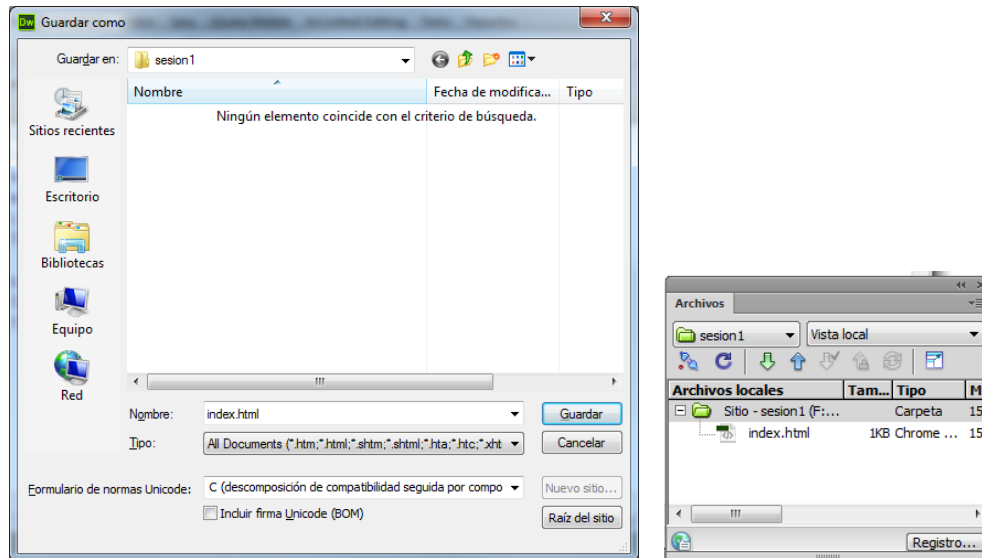 Dw Guardar como
Guardar en: sesion1
Nombre Fecha de modifica... Tipo
Ningún elemento coincide con el criterio de búsqueda.
Sitios recientes
Escritorio
Bibliotecas
Equipo
Red
Nombre: index.html Guardar
Tipo: All Documents (*.htm;*.html;*.shtm;*.shtml;*.hta;*.htc;*.xht Cancelar
Formulario de normas Unicode: C (descomposición de compatibilidad seguida por compo Nuevo sitio...
Incluir firma Unicode (BOM) Raíz del sitio
Archivos
sesion1 Vista local
Archivos locales Tam... Tipo M
Sitio - sesion1 (F:... Carpeta 15
index.html 1KB Chrome ... 15
Registro...